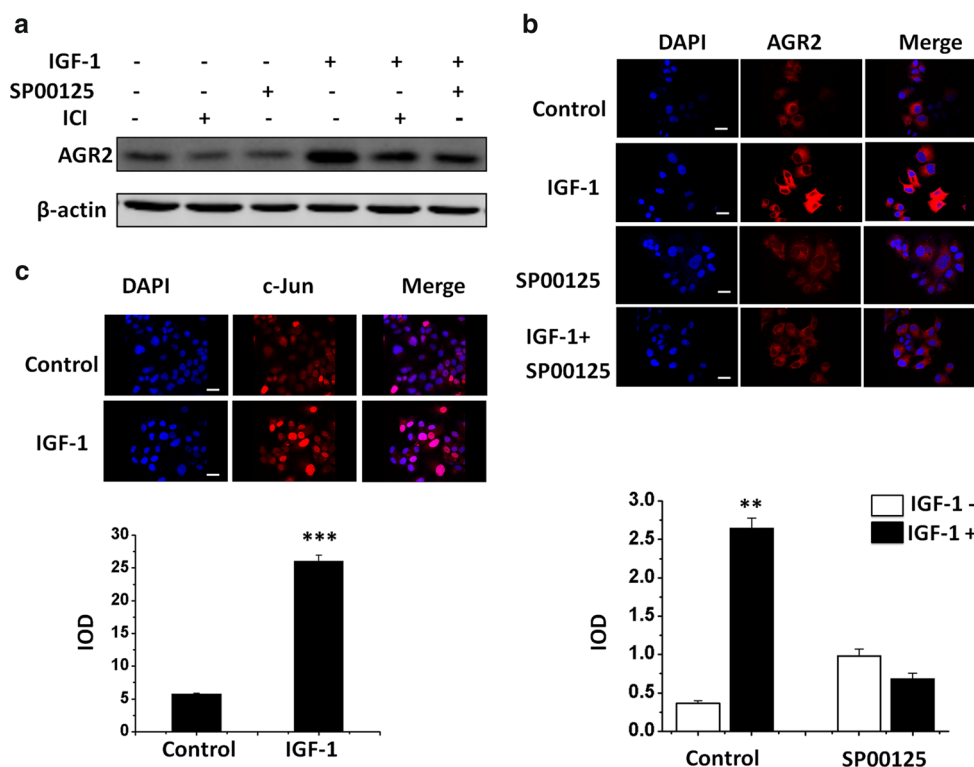 a
IGF-1 - - - + + +
SP00125 - - + - - +
ICI - + - - + -
AGR2
β-actin
b
DAPI AGR2 Merge
Control
IGF-1
SP00125
IGF-1+
SP00125
c
DAPI c-Jun Merge
Control
IGF-1
30
25
20
15
10
5
0
IOD
***
Control IGF-1
3.0
2.5
2.0
1.5
1.0
0.5
0.0
IOD
**
IGF-1 -
IGF-1 +
Control SP00125